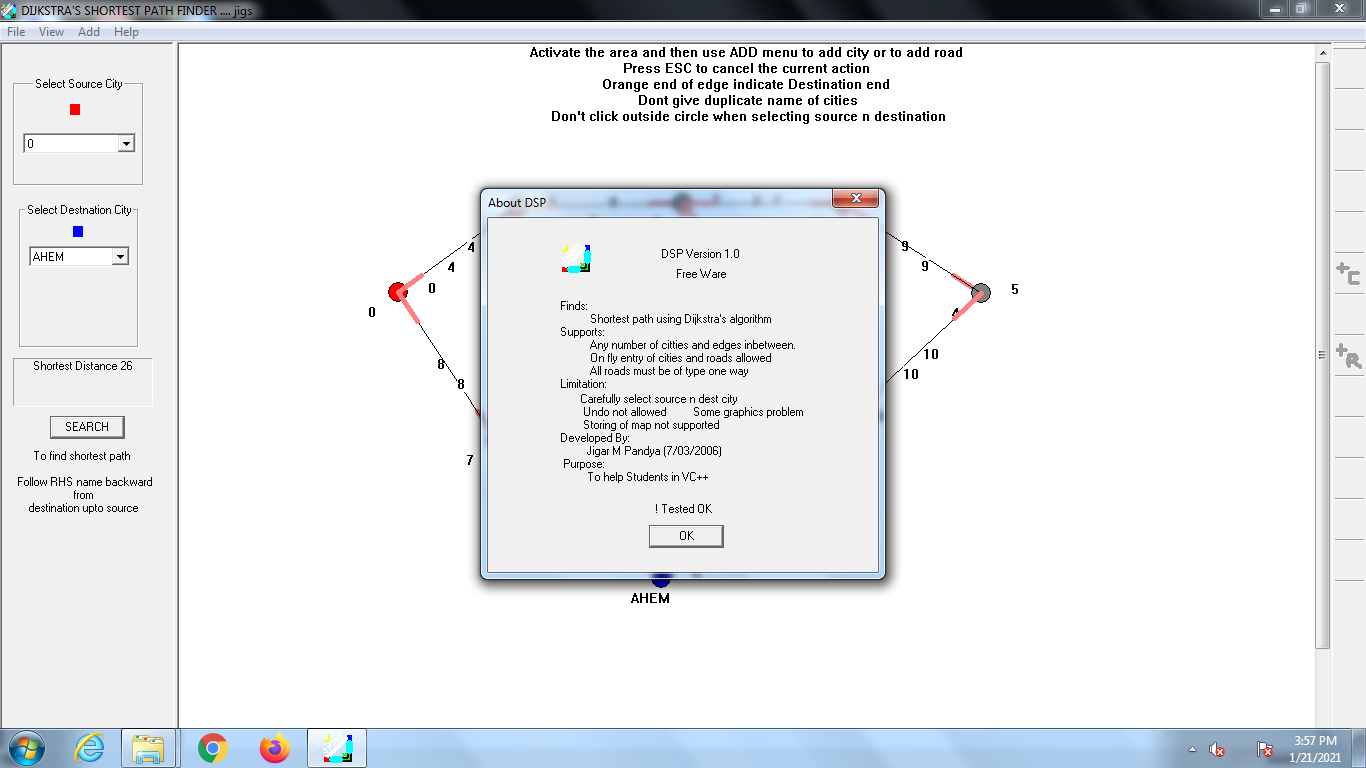 DIJKSTRA'S SHORTEST PATH FINDER .... jigs
File View Add Help
Select Source City
0
Select Destnation City
AHEM
Shortest Distance 26
SEARCH
To find shortest path
Follow RHS name backward
from
destination upto source
Activate the area and then use ADD menu to add city or to add road
Press ESC to cancel the current action
Orange end of edge indicate Destination end
Dont give duplicate name of cities
Don't click outside circle when selecting source n destination
4
4
0
0
8
8
7
9
9
5
10
10
AHEM
About DSP
DSP Version 1.0
Free Ware
Finds:
Shortest path using Dijkstra's algorithm
Supports:
Any number of citties and edges inbetween.
On fly entry of cities and roads allowed
All roads must be of type one way
Limitation:
Carefully select source n dest city
Undo not allowed Some graphics problem
Storing of map not supported
Developed By:
Jigar M Pandya (7/03/2006)
Purpose:
To help Students in VC++
! Tested OK
OK
+C
+R
3:57 PM
1/21/2021